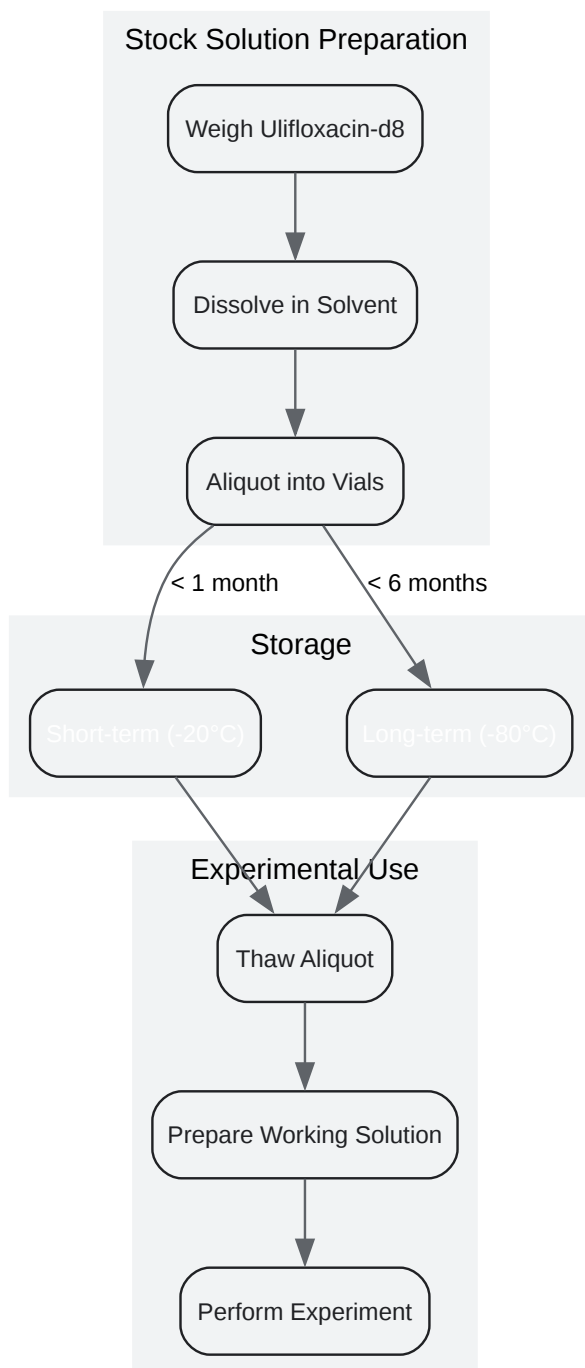 Stock Solution Preparation
Weigh Ulifloxacin-d8
Dissolve in Solvent
Aliquot into Vials
< 1 month
< 6 months
Storage
Short-term (-20°C)
Long-term (-80°C)
Experimental Use
Thaw Aliquot
Prepare Working Solution
Perform Experiment